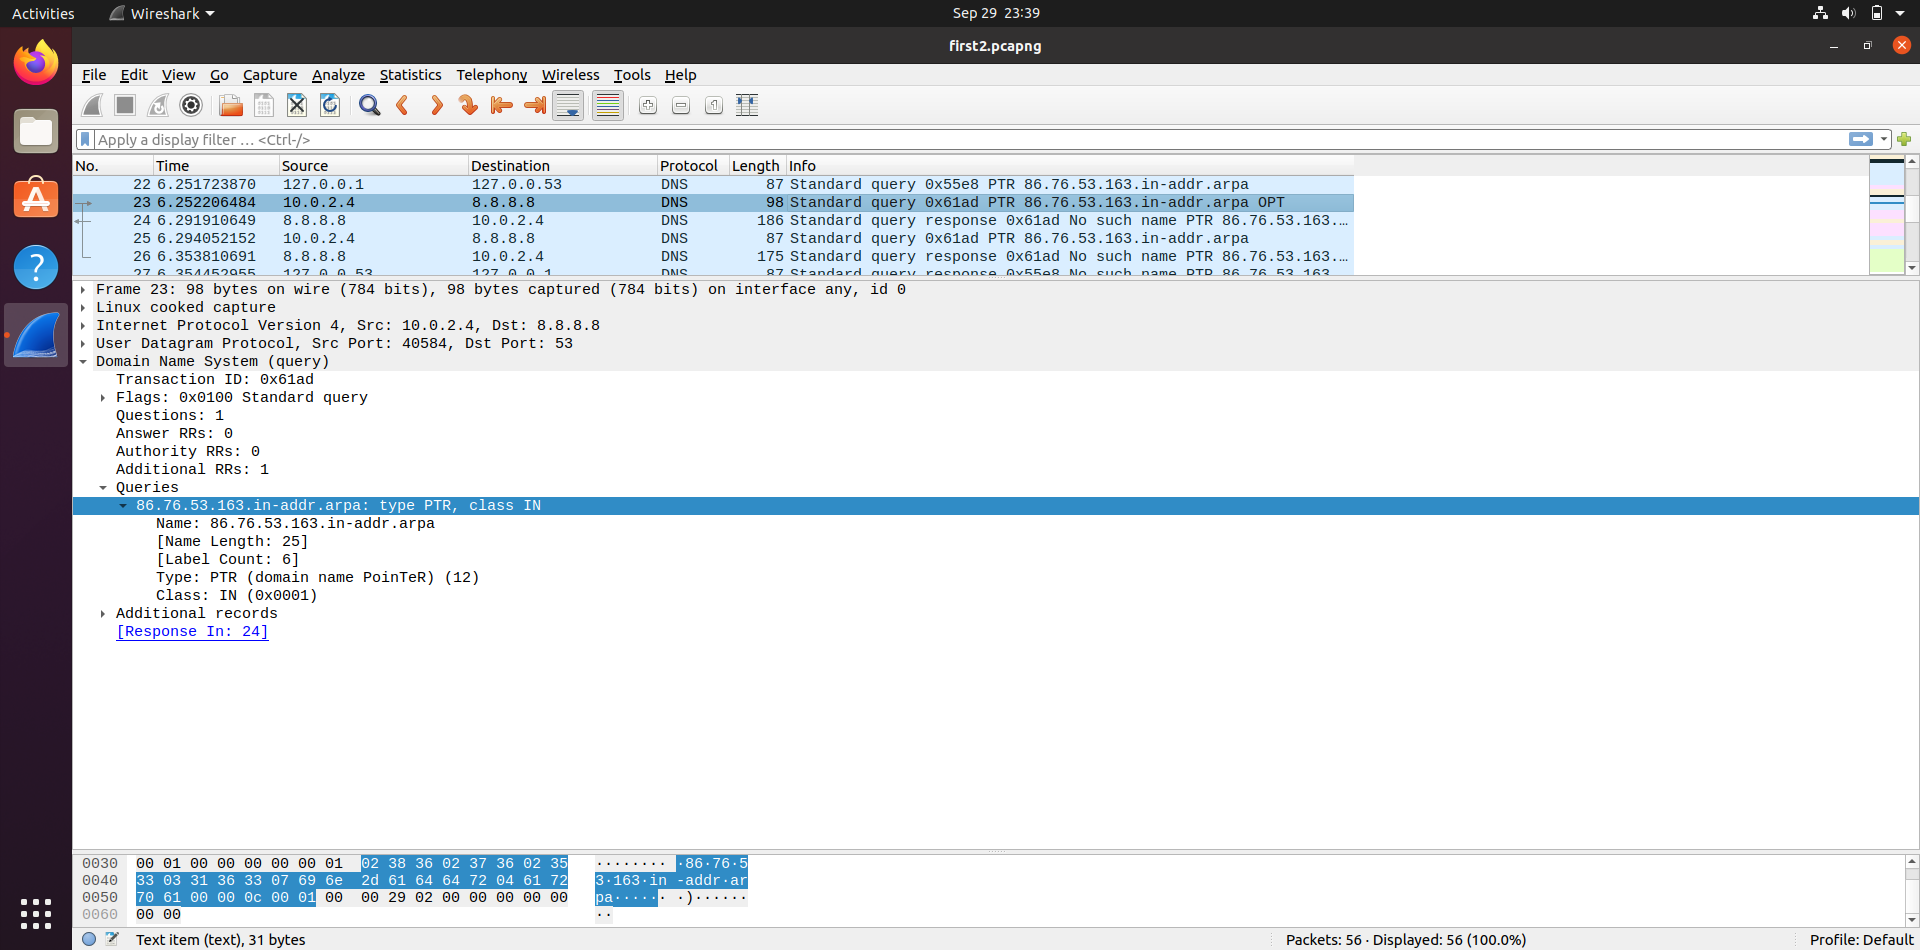 Activities Wireshark Sep 29 23:39
first2.pcapng
File Edit View Go Capture Analyze Statistics Telephony Wireless Tools Help
Apply a display filter … <Ctrl-/>
No. Time Source Destination Protocol Length Info
22 6.251723870 127.0.0.1 127.0.0.53 DNS 87 Standard query 0x55e8 PTR 86.76.53.163.in-addr.arpa
23 6.252206484 10.0.2.4 8.8.8.8 DNS 98 Standard query 0x61ad PTR 86.76.53.163.in-addr.arpa OPT
24 6.291910649 8.8.8.8 10.0.2.4 DNS 186 Standard query response 0x61ad No such name PTR 86.76.53.163.…
25 6.294052152 10.0.2.4 8.8.8.8 DNS 87 Standard query 0x61ad PTR 86.76.53.163.in-addr.arpa
26 6.353810691 8.8.8.8 10.0.2.4 DNS 175 Standard query response 0x61ad No such name PTR 86.76.53.163.…
27 6.354452955 127.0.0.53 127.0.0.1 DNS 87 Standard query response 0x55e8 No such name PTR 86.76.53.163
Frame 23: 98 bytes on wire (784 bits), 98 bytes captured (784 bits) on interface any, id 0
Linux cooked capture
Internet Protocol Version 4, Src: 10.0.2.4, Dst: 8.8.8.8
User Datagram Protocol, Src Port: 40584, Dst Port: 53
Domain Name System (query)
Transaction ID: 0x61ad
Flags: 0x0100 Standard query
Questions: 1
Answer RRs: 0
Authority RRs: 0
Additional RRs: 1
Queries
86.76.53.163.in-addr.arpa: type PTR, class IN
Name: 86.76.53.163.in-addr.arpa
[Name Length: 25]
[Label Count: 6]
Type: PTR (domain name PoinTeR) (12)
Class: IN (0x0001)
Additional records
[Response In: 24]
0030 00 01 00 00 00 00 00 01 02 38 36 02 37 36 02 35 ········ ·86·76·5
0040 33 03 31 36 33 07 69 6e 2d 61 64 64 72 04 61 72 3·163·in -addr·ar
0050 70 61 00 00 0c 00 01 00 00 29 02 00 00 00 00 00 pa······ ·)······
0060 00 00 ··
Text item (text), 31 bytes Packets: 56 · Displayed: 56 (100.0%) Profile: Default